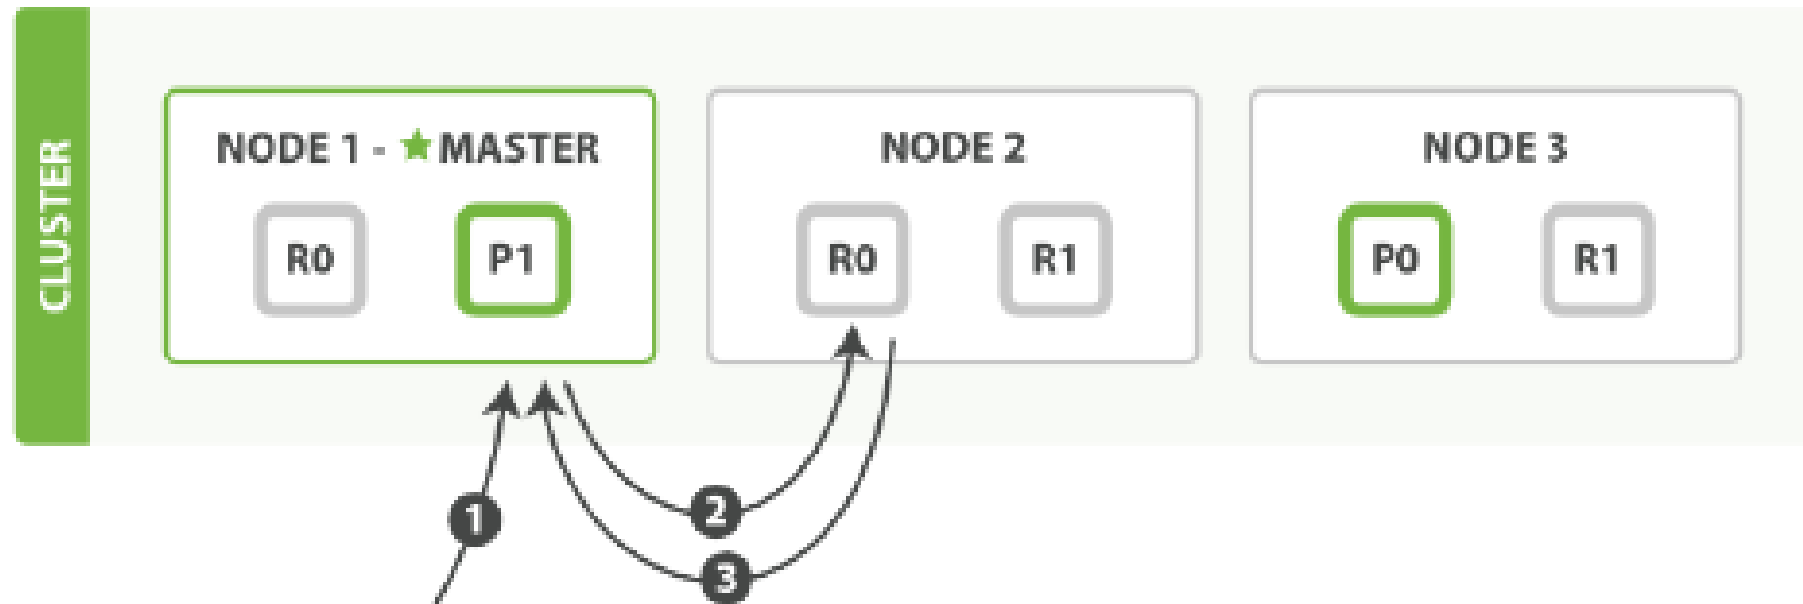 CLUSTER
NODE 1 - ★ MASTER
R0 P1
NODE 2
R0 R1
NODE 3
P0 R1
1
2
3